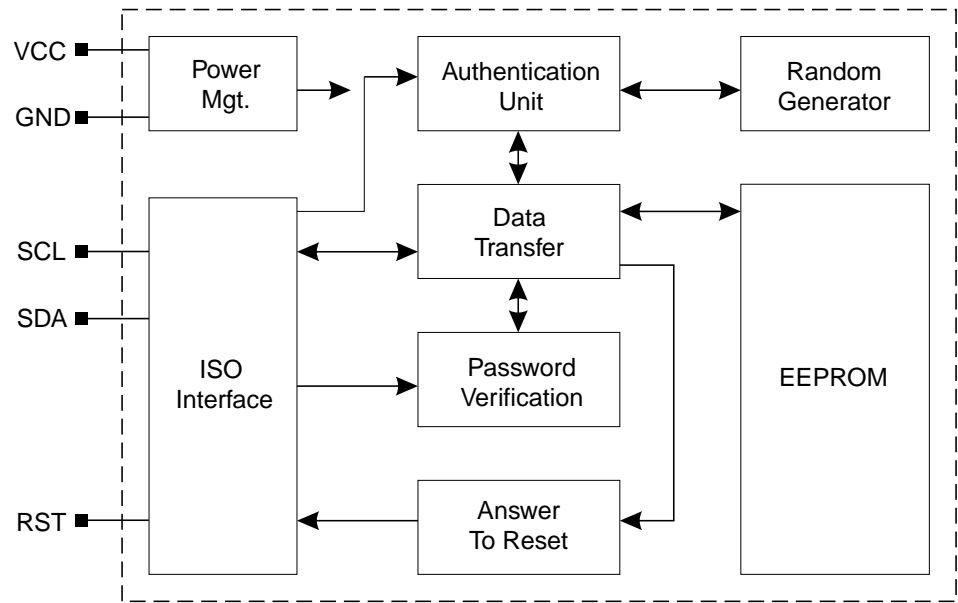 VCC
GND
SCL
SDA
RST
Power
Mgt.
Authentication
Unit
Random
Generator
ISO
Interface
Data
Transfer
Password
Verification
Answer
To Reset
EEPROM